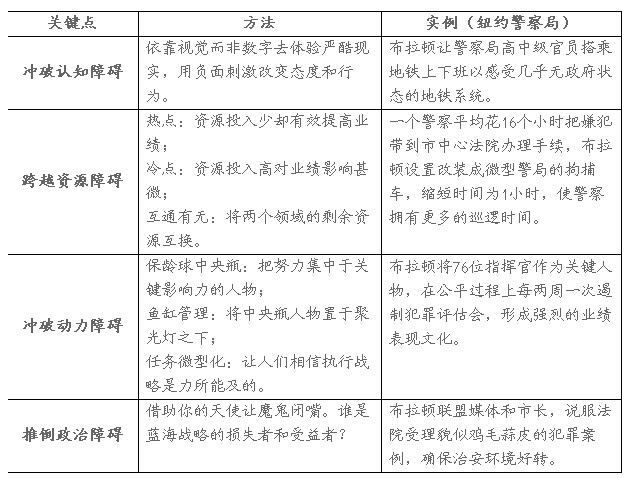 关键点 方法 实例（纽约警察局）
冲破认知障碍
依靠视觉而非数字去体验严酷现
实，用负面刺激改变态度和行
为。
布拉顿让警察局高中级官员搭乘
地铁上下班以感受几乎无政府状
态的地铁系统。
跨越资源障碍
热点：资源投入少却有效提高业
绩；
冷点：资源投入高对业绩影响甚
微；
互通有无：将两个领域的剩余资
源互换。
一个警察平均花16个小时把嫌犯
带到市中心法院办理手续，布拉
顿设置改装成微型警局的拘捕
车，缩短时间为1小时，使警察
拥有更多的巡逻时间。
冲破动力障碍
保龄球中央瓶：把努力集中于关
键影响力的人物；
鱼缸管理：将中央瓶人物置于聚
光灯之下；
任务微型化：让人们相信执行战
略是力所能及的。
布拉顿将76位指挥官作为关键人
物，在公平过程上每两周一次遏
制犯罪评估会，形成强烈的业绩
表现文化。
推倒政治障碍
借助你的天使让魔鬼闭嘴。谁是
蓝海战略的损失者和受益者？
布拉顿联盟媒体和市长，说服法
院受理貌似鸡毛蒜皮的犯罪案
例，确保治安环境好转。